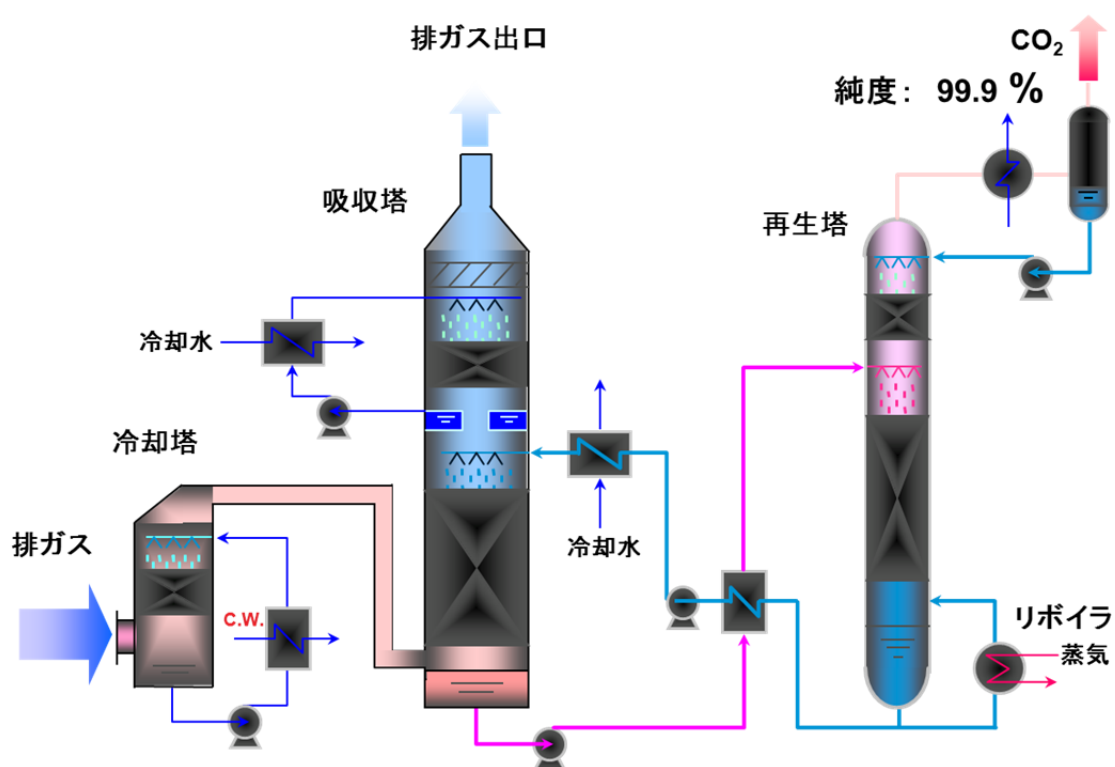 排ガス出口
CO₂
純度： 99.9 %
吸収塔
再生塔
冷却水
冷却塔
排ガス
冷却水
C.W.
リボイラ
蒸気